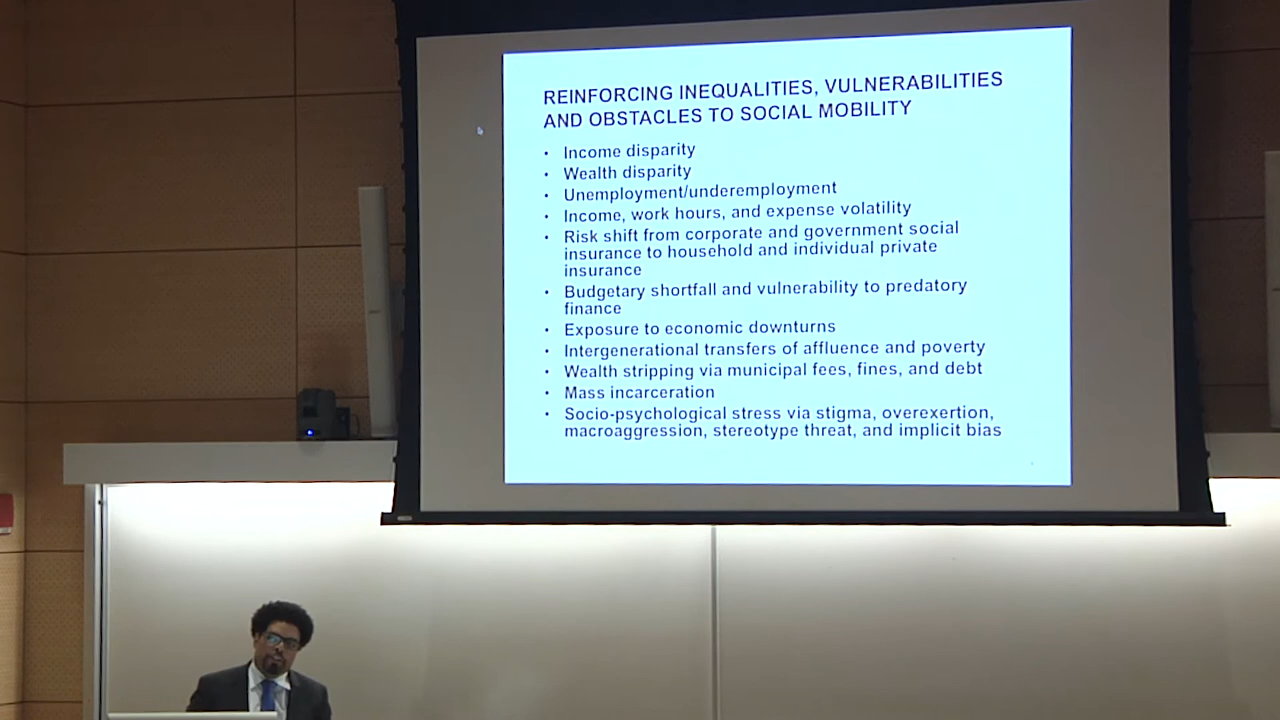 REINFORCING INEQUALITIES, VULNERABILITIES
AND OBSTACLES TO SOCIAL MOBILITY
• Income disparity
• Wealth disparity
• Unemployment/underemployment
• Income, work hours, and expense volatility
• Risk shift from corporate and government social
insurance to household and individual private
insurance
• Budgetary shortfall and vulnerability to predatory
finance
• Exposure to economic downturns
• Intergenerational transfers of affluence and poverty
• Wealth stripping via municipal fees, fines, and debt
• Mass incarceration
• Socio-psychological stress via stigma, overexertion,
macroaggression, stereotype threat, and implicit bias